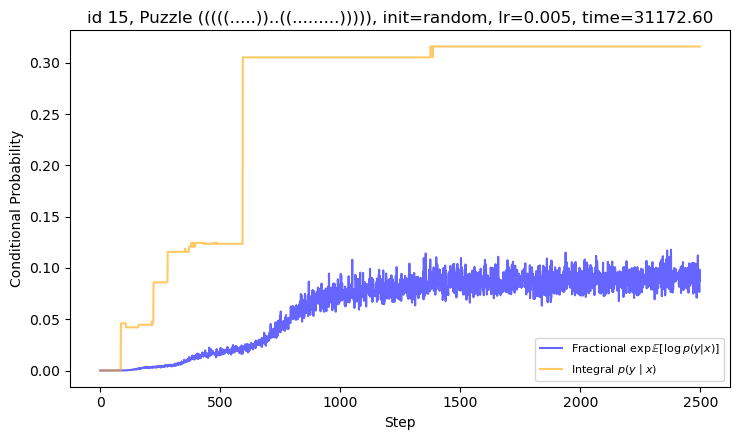 id 15, Puzzle (((((.....))..((.........))))), init=random, lr=0.005, time=31172.60
Conditional Probability
0.30
0.25
0.20
0.15
0.10
0.05
0.00
Fractional exp 𝔼[log p(y|x)]
Integral p(y | x)
0 500 1000 1500 2000 2500
Step